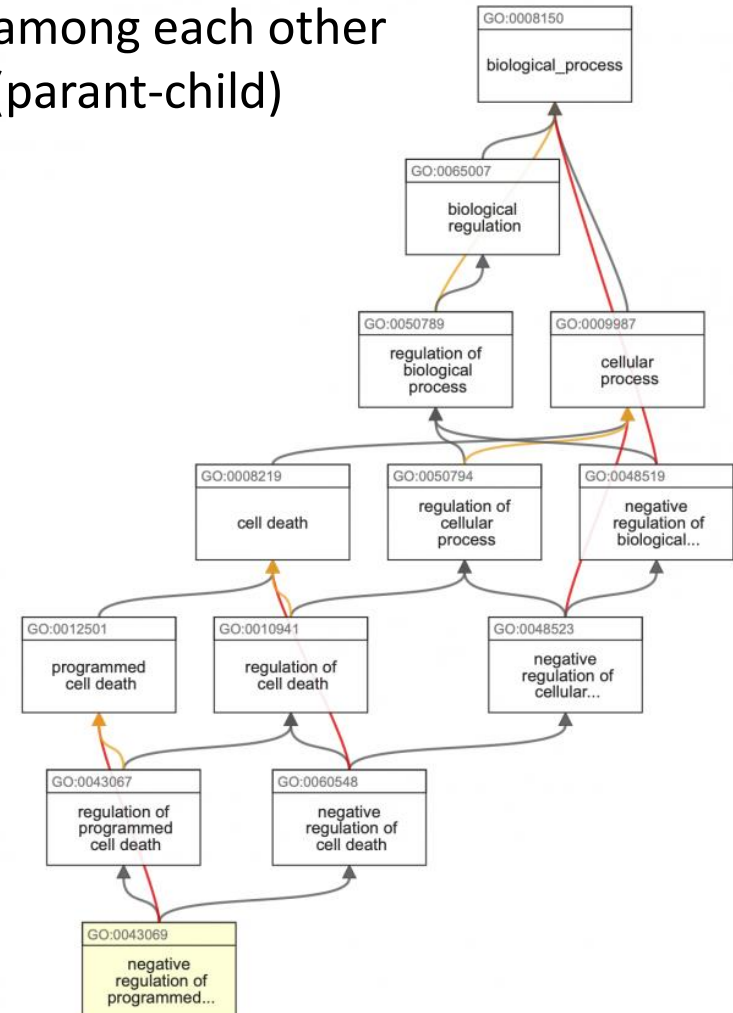 among each other
(parant-child)
GO:0008150
biological_process
GO:0065007
biological
regulation
GO:0050789
regulation of
biological
process
GO:0009987
cellular
process
GO:0008219
cell death
GO:0050794
regulation of
cellular
process
GO:0048519
negative
regulation of
biological...
GO:0012501
programmed
cell death
GO:0010941
regulation of
cell death
GO:0048523
negative
regulation of
cellular...
GO:0043067
regulation of
programmed
cell death
GO:0060548
negative
regulation of
cell death
GO:0043069
negative
regulation of
programmed...